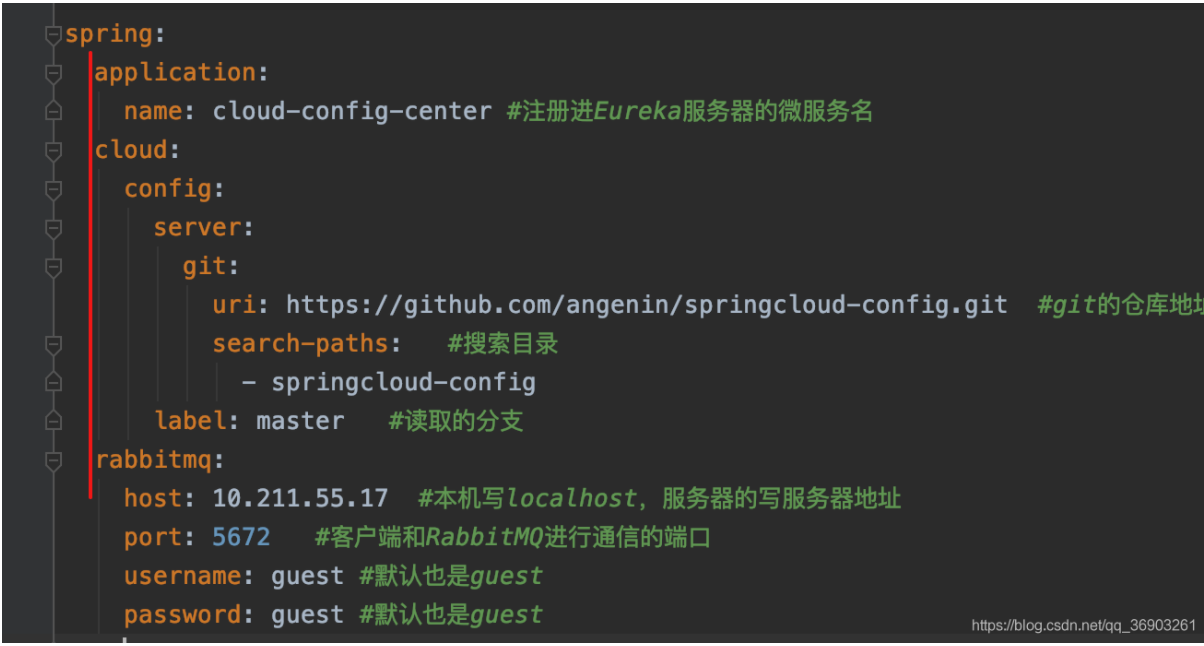 spring:
application:
name: cloud-config-center #注册进Eureka服务器的微服务名
cloud:
config:
server:
git:
uri: https://github.com/angenin/springcloud-config.git #git的仓库地址
search-paths: #搜索目录
- springcloud-config
label: master #读取的分支
rabbitmq:
host: 10.211.55.17 #本机写localhost，服务器的写服务器地址
port: 5672 #客户端和RabbitMQ进行通信的端口
username: guest #默认也是guest
password: guest #默认也是guest
https://blog.csdn.net/qq_36903261